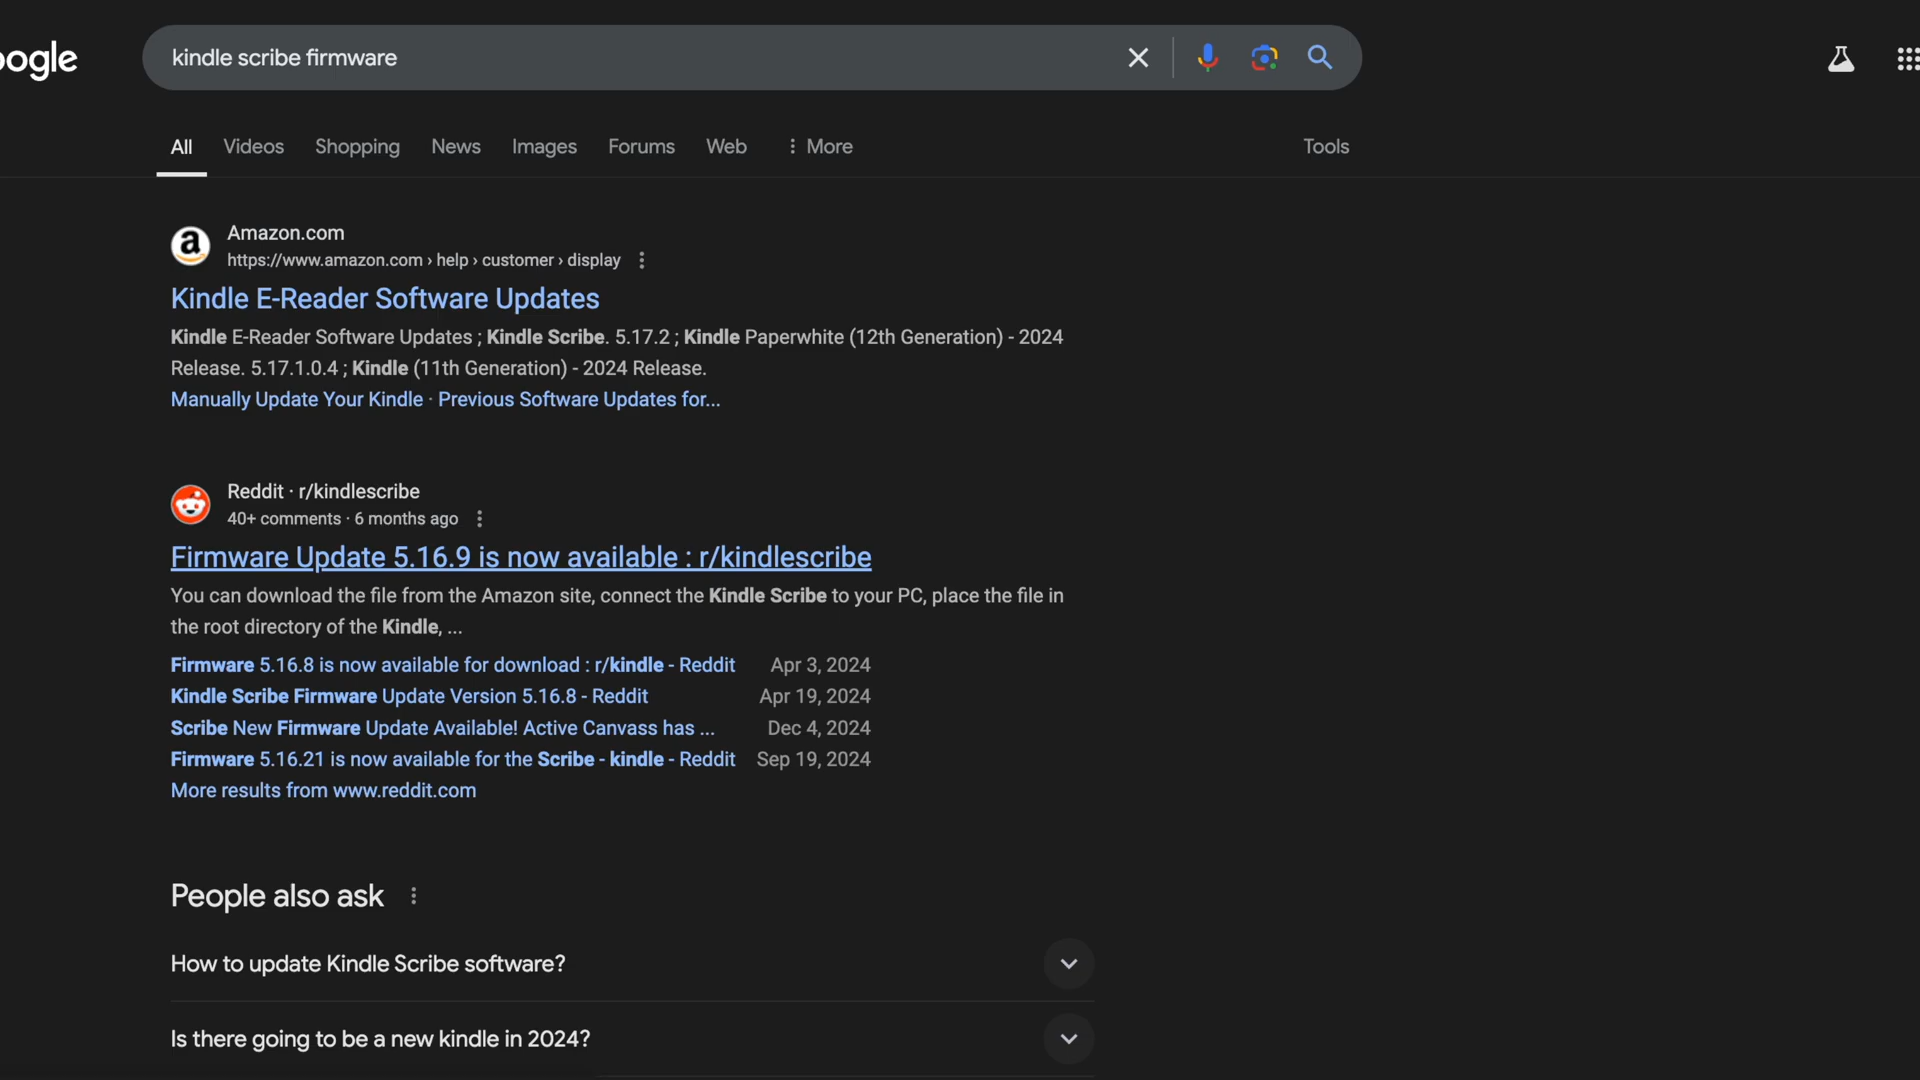 oogle
kindle scribe firmware
All Videos Shopping News Images Forums Web More Tools
a
Amazon.com
https://www.amazon.com › help › customer › display
Kindle E-Reader Software Updates
Kindle E-Reader Software Updates ; Kindle Scribe. 5.17.2 ; Kindle Paperwhite (12th Generation) - 2024
Release. 5.17.1.0.4 ; Kindle (11th Generation) - 2024 Release.
Manually Update Your Kindle · Previous Software Updates for...
Reddit · r/kindlescribe
40+ comments · 6 months ago
Firmware Update 5.16.9 is now available : r/kindlescribe
You can download the file from the Amazon site, connect the Kindle Scribe to your PC, place the file in
the root directory of the Kindle, ...
Firmware 5.16.8 is now available for download : r/kindle - Reddit Apr 3, 2024
Kindle Scribe Firmware Update Version 5.16.8 - Reddit Apr 19, 2024
Scribe New Firmware Update Available! Active Canvass has ... Dec 4, 2024
Firmware 5.16.21 is now available for the Scribe - kindle - Reddit Sep 19, 2024
More results from www.reddit.com
People also ask
How to update Kindle Scribe software?
Is there going to be a new kindle in 2024?